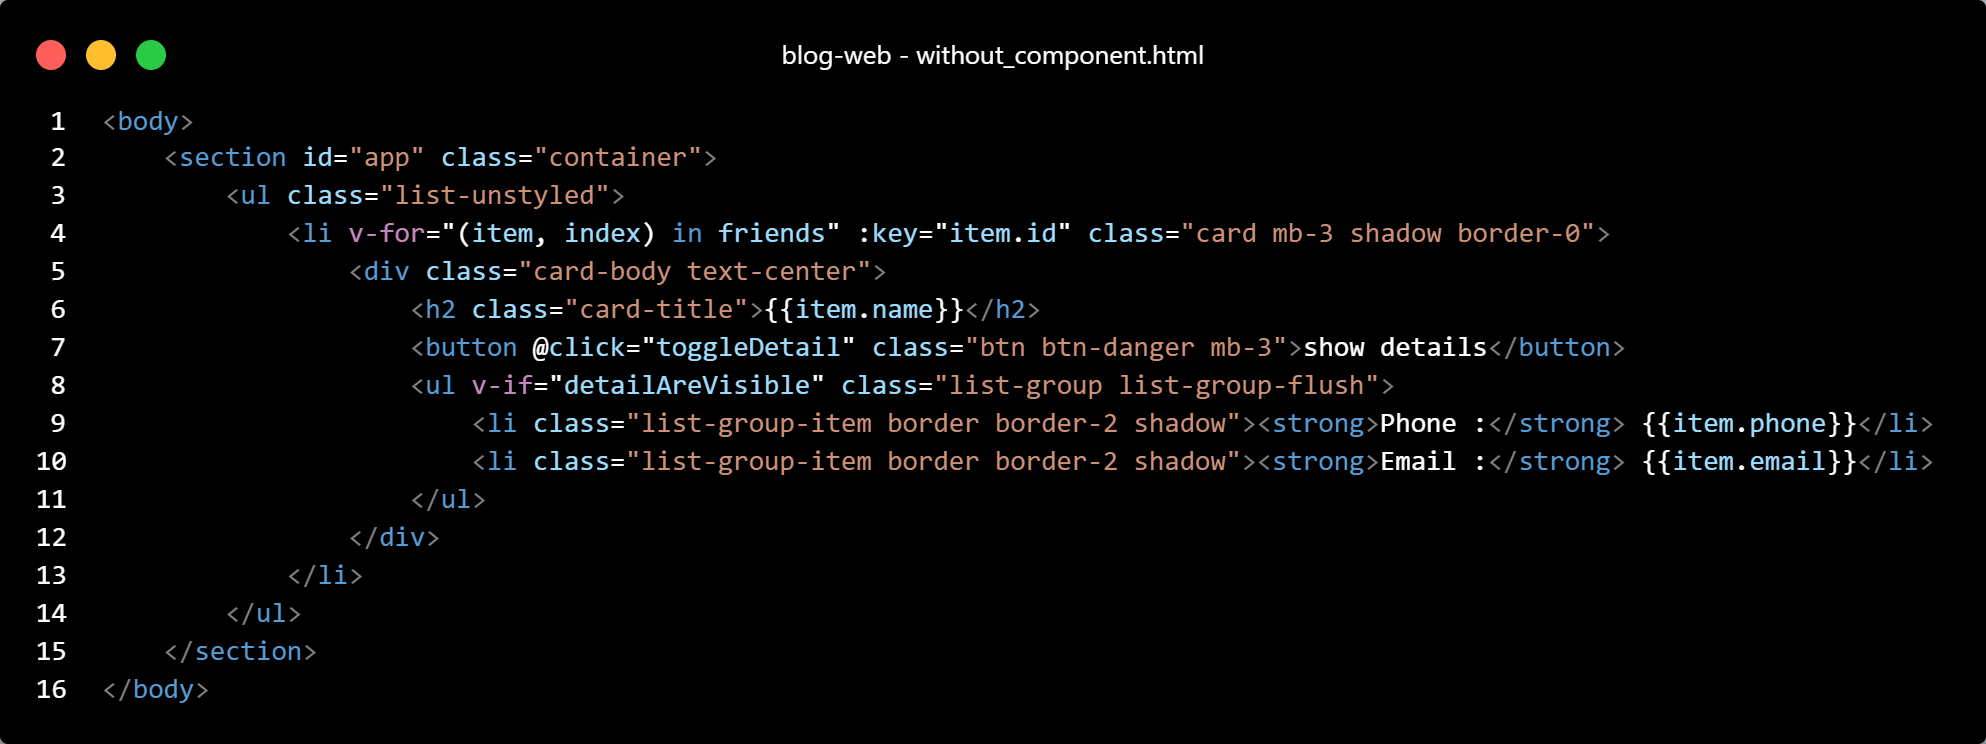 blog-web - without_component.html
1 <body>
2     <section id="app" class="container">
3         <ul class="list-unstyled">
4             <li v-for="(item, index) in friends" :key="item.id" class="card mb-3 shadow border-0">
5                 <div class="card-body text-center">
6                     <h2 class="card-title">{{item.name}}</h2>
7                     <button @click="toggleDetail" class="btn btn-danger mb-3">show details</button>
8                     <ul v-if="detailAreVisible" class="list-group list-group-flush">
9                         <li class="list-group-item border border-2 shadow"><strong>Phone :</strong> {{item.phone}}</li>
10                         <li class="list-group-item border border-2 shadow"><strong>Email :</strong> {{item.email}}</li>
11                     </ul>
12                 </div>
13             </li>
14         </ul>
15     </section>
16 </body>